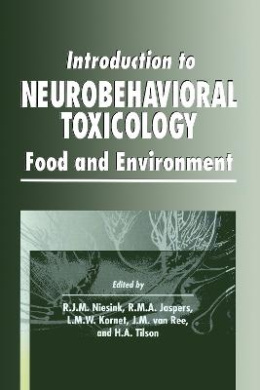 Introduction to
NEUROBEHAVIORAL
TOXICOLOGY
Food and Environment
Edited by
R.J.M. Niesink, R.M.A. Jaspers,
L.M.W. Kornet, J.M. van Ree,
and H.A. Tilson